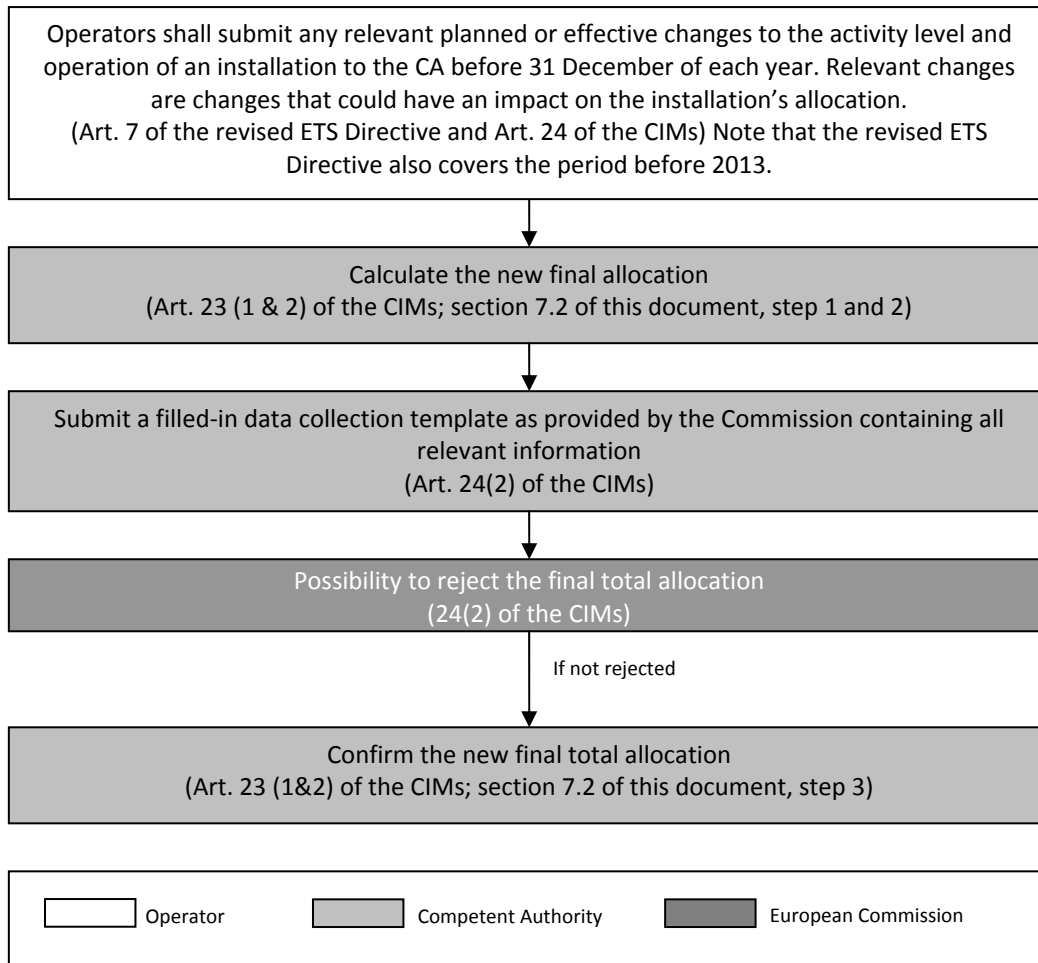 Operators shall submit any relevant planned or effective changes to the activity level and
operation of an installation to the CA before 31 December of each year. Relevant changes
are changes that could have an impact on the installation’s allocation.
(Art. 7 of the revised ETS Directive and Art. 24 of the CIMs) Note that the revised ETS
Directive also covers the period before 2013.
Calculate the new final allocation
(Art. 23 (1 & 2) of the CIMs; section 7.2 of this document, step 1 and 2)
Submit a filled-in data collection template as provided by the Commission containing all
relevant information
(Art. 24(2) of the CIMs)
Possibility to reject the final total allocation
(24(2) of the CIMs)
If not rejected
Confirm the new final total allocation
(Art. 23 (1&2) of the CIMs; section 7.2 of this document, step 3)
Operator
Competent Authority
European Commission